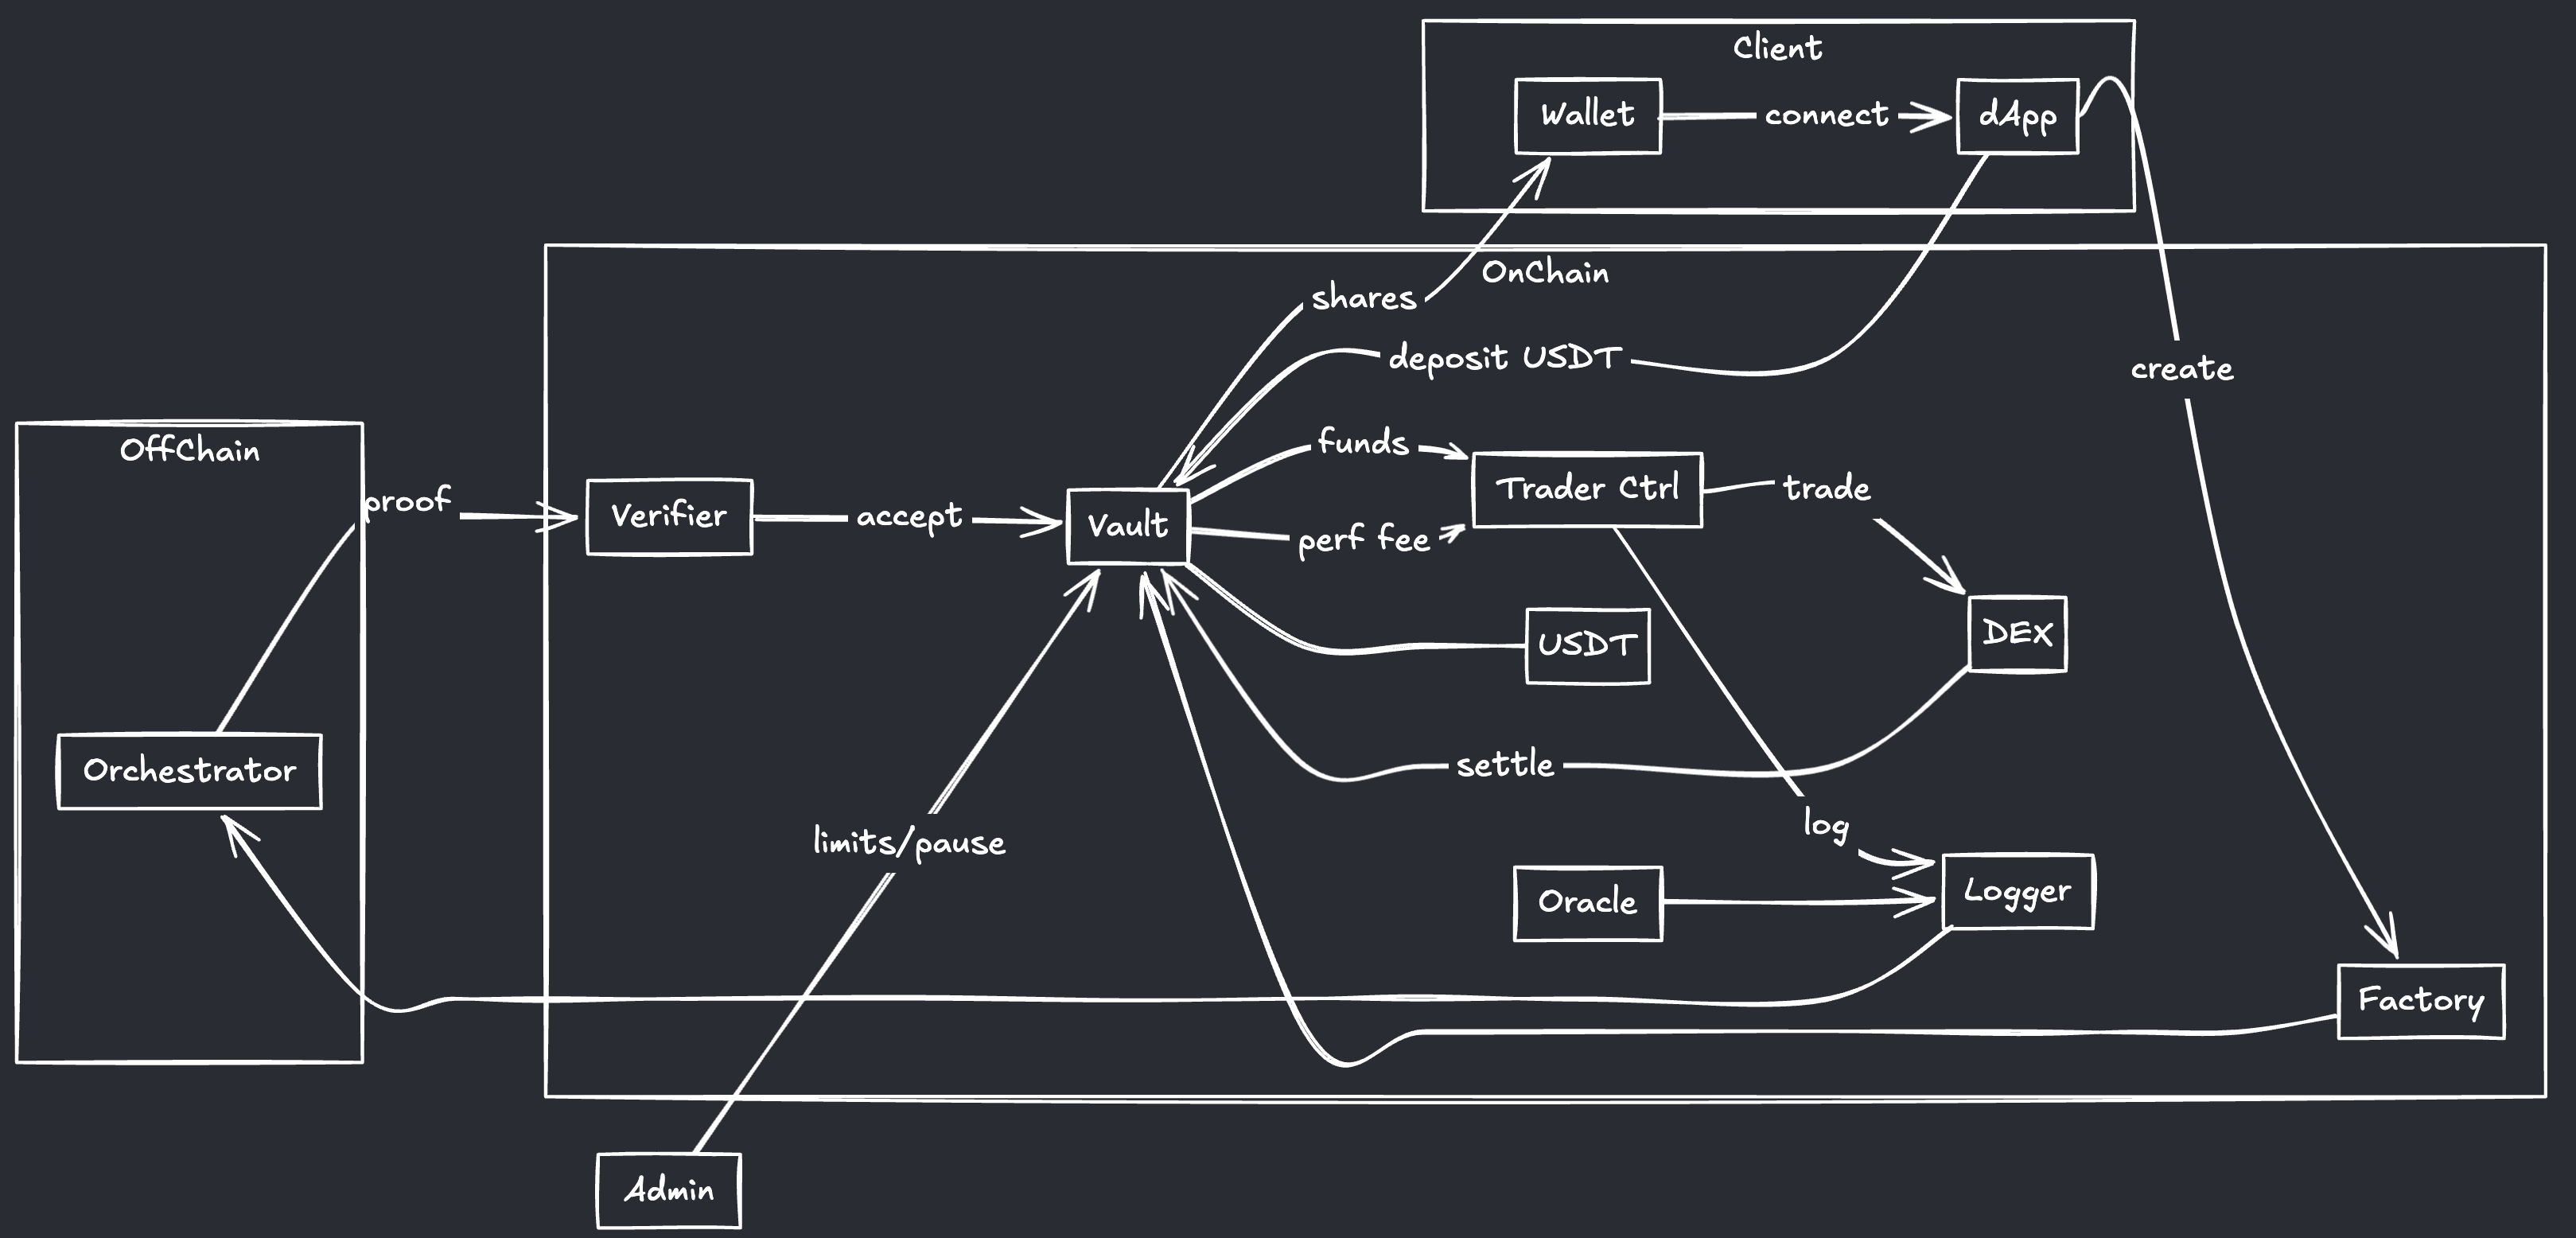 Client
Wallet
connect
dApp
OnChain
shares
deposit USDT
create
funds
OffChain
proof
Verifier
accept
Vault
Trader Ctrl
trade
perf fee
USDT
DEX
Orchestrator
settle
limits/pause
log
Oracle
Logger
Factory
Admin